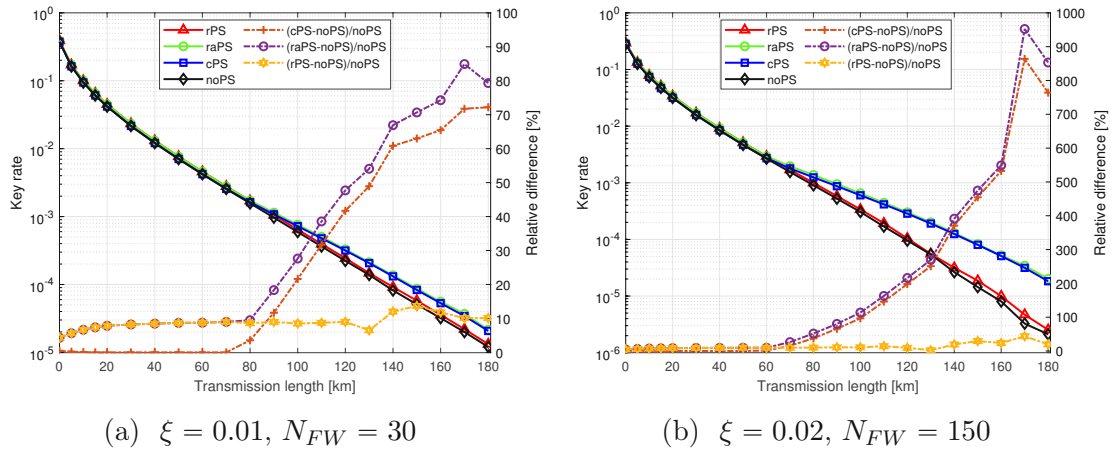 rPS
raPS
cPS
noPS
(cPS-noPS)/noPS
(raPS-noPS)/noPS
(rPS-noPS)/noPS
Key rate
10^0
10^-1
10^-2
10^-3
10^-4
10^-5
Relative difference [%]
100
90
80
70
60
50
40
30
20
10
0
0 20 40 60 80 100 120 140 160 180
Transmission length [km]
(a) ξ = 0.01, N_FW = 30
rPS
raPS
cPS
noPS
(cPS-noPS)/noPS
(raPS-noPS)/noPS
(rPS-noPS)/noPS
Key rate
10^1
10^0
10^-1
10^-2
10^-3
10^-4
10^-5
10^-6
Relative difference [%]
1000
900
800
700
600
500
400
300
200
100
0
0 20 40 60 80 100 120 140 160 180
Transmission length [km]
(b) ξ = 0.02, N_FW = 150